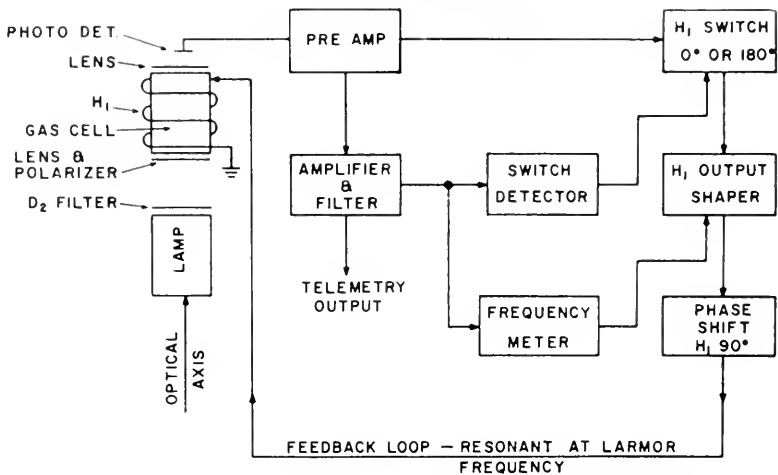 PHOTO DET.
LENS
H₁
GAS CELL
LENS &
POLARIZER
D₂ FILTER
LAMP
OPTICAL
AXIS
PRE AMP
H₁ SWITCH
0° OR 180°
AMPLIFIER
&
FILTER
SWITCH
DETECTOR
H₁ OUTPUT
SHAPER
TELEMETRY
OUTPUT
FREQUENCY
METER
PHASE
SHIFT
H₁ 90°
FEEDBACK LOOP — RESONANT AT LARMOR
FREQUENCY